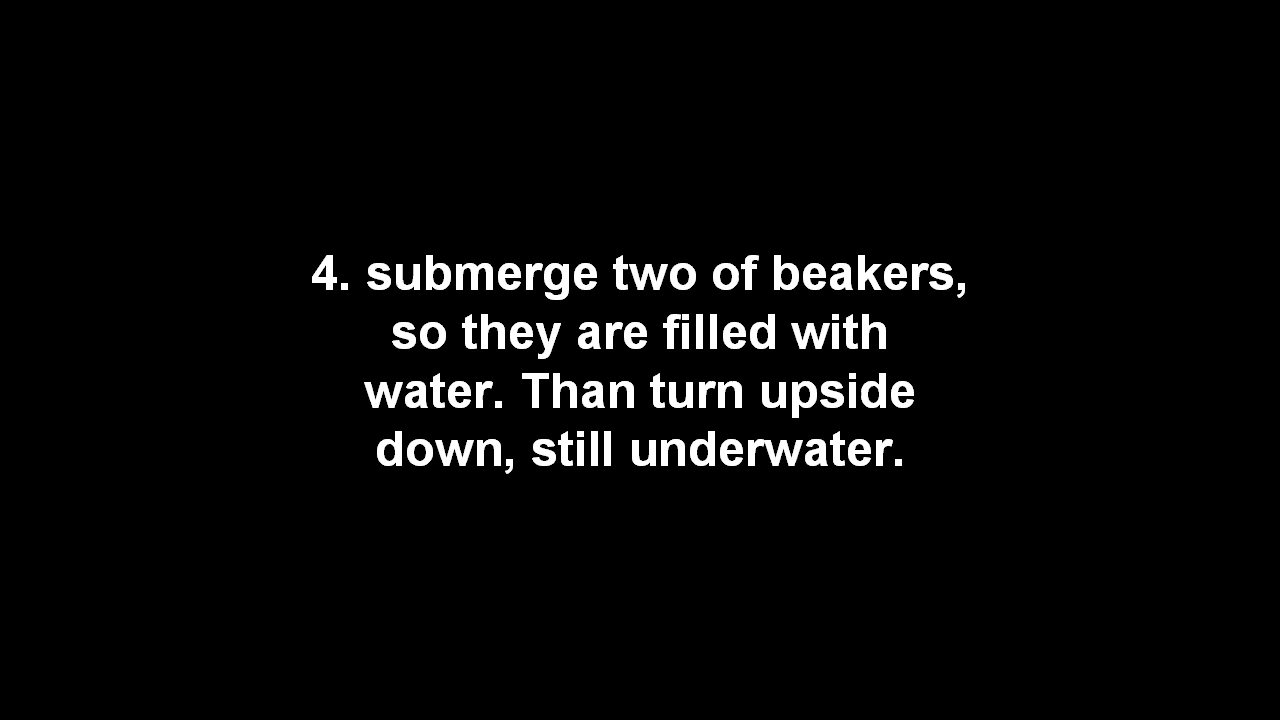 4. submerge two of beakers,
so they are filled with
water. Than turn upside
down, still underwater.